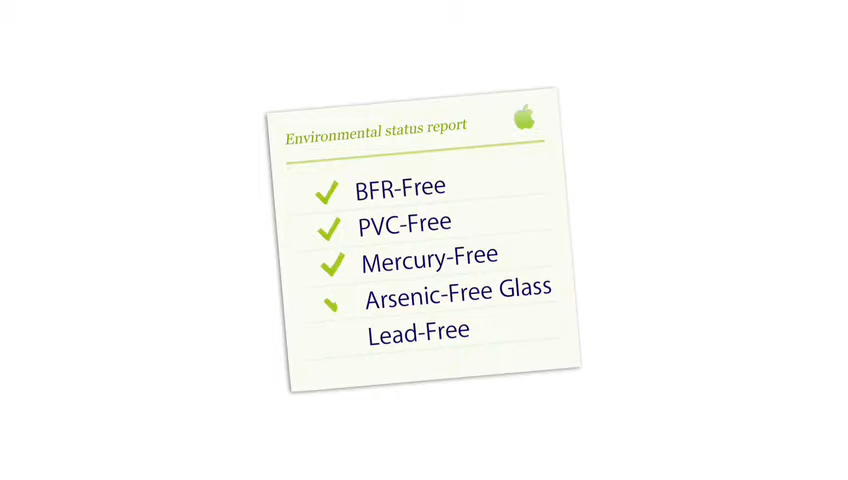 Environmental status report
BFR-Free
PVC-Free
Mercury-Free
Arsenic-Free Glass
Lead-Free